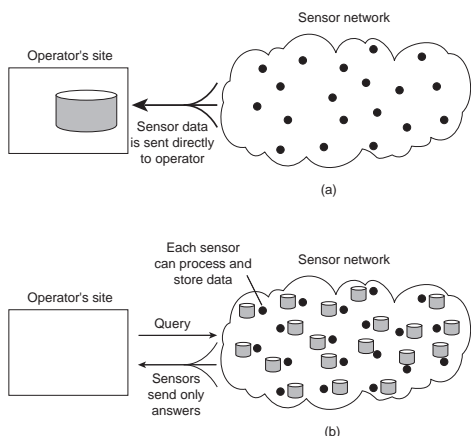 Sensor network
Operator's site
Sensor data
is sent directly
to operator
(a)
Each sensor
can process and
store data
Sensor network
Operator's site
Query
Sensors
send only
answers
(b)